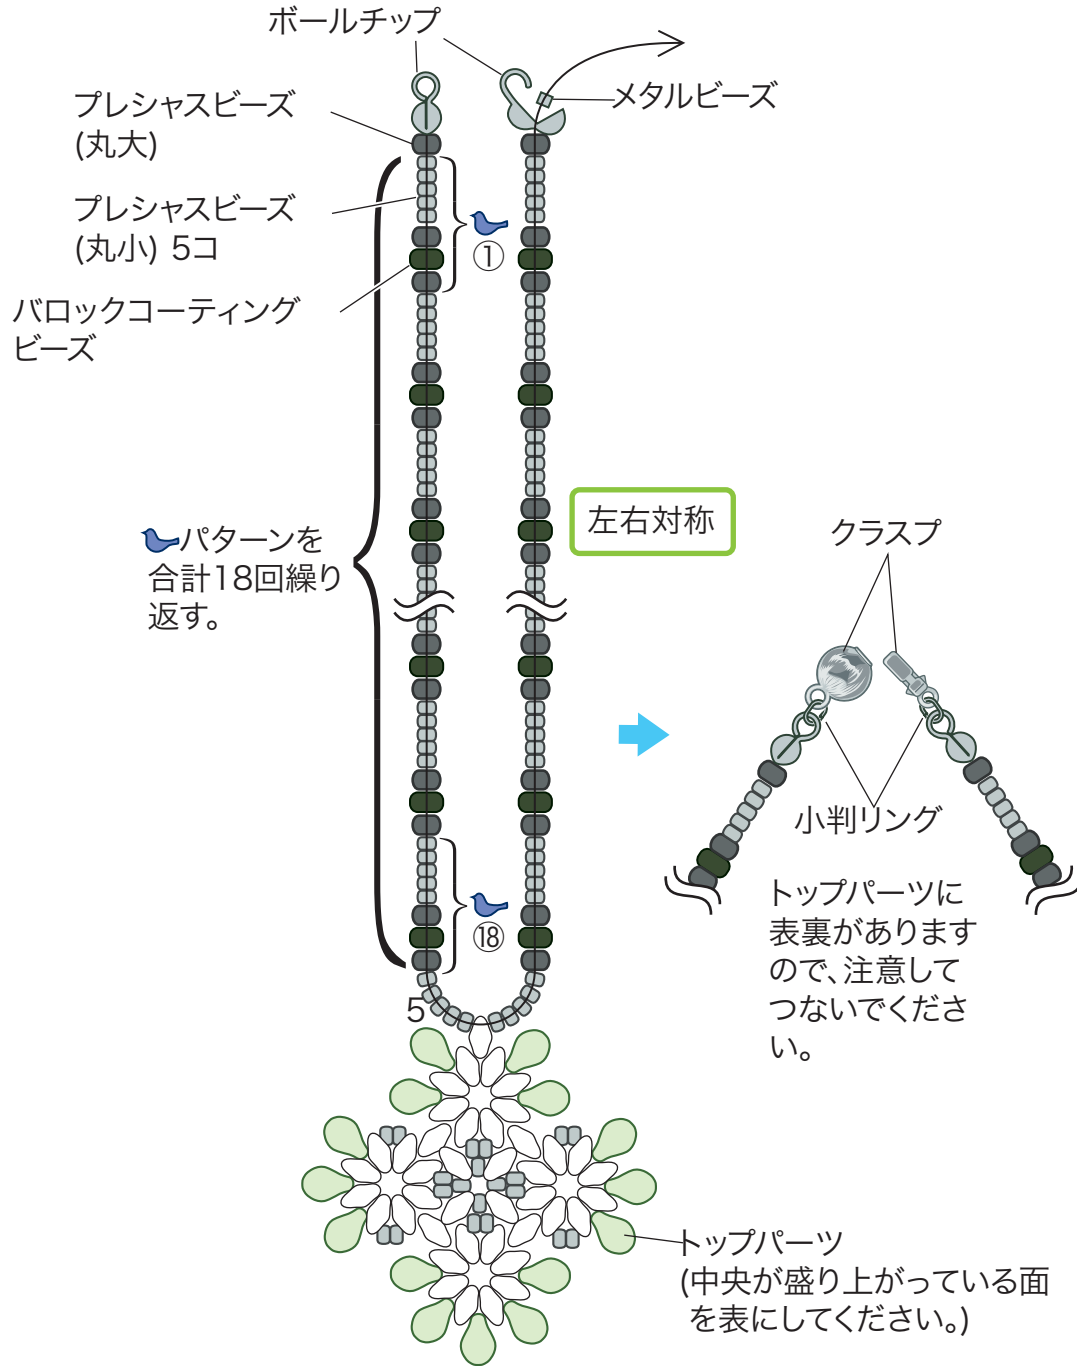 ボールチップ
メタルビーズ
プレシャスビーズ
(丸大)
プレシャスビーズ
(丸小) 5コ
①
バロックコーティング
ビーズ
左右対称
パターンを
合計18回繰り
返す。
クラスプ
小判リング
トップパーツに
表裏があります
ので、注意して
つないでくださ
い。
⑱
5
トップパーツ
(中央が盛り上がっている面
を表にしてください。)